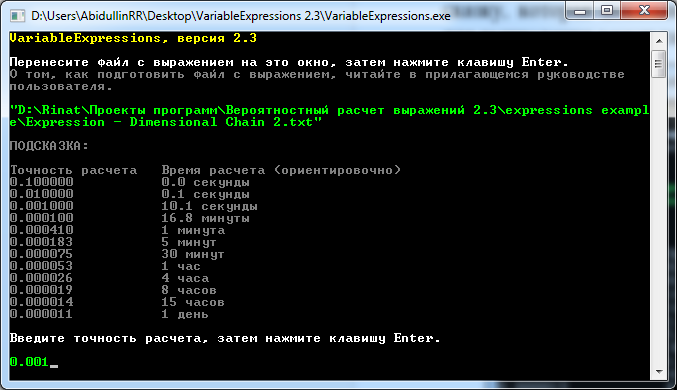 D:\Users\AbidullinRR\Desktop\VariableExpressions 2.3\VariableExpressions.exe
VariableExpressions, версия 2.3
Перенесите файл с выражением на это окно, затем нажмите клавишу Enter.
О том, как подготовить файл с выражением, читайте в прилагающемся руководстве
пользователя.
"D:\Rinat\Проекты программ\Вероятностный расчет выражений 2.3\expressions exampl
e\Expression - Dimensional Chain 2.txt"
ПОДСКАЗКА:
Точность расчета Время расчета (ориентировочно)
0.100000 0.0 секунды
0.010000 0.1 секунды
0.001000 10.1 секунды
0.000100 16.8 минуты
0.000410 1 минута
0.000183 5 минут
0.000075 30 минут
0.000053 1 час
0.000026 4 часа
0.000019 8 часов
0.000014 15 часов
0.000011 1 день
Введите точность расчета, затем нажмите клавишу Enter.
0.001_